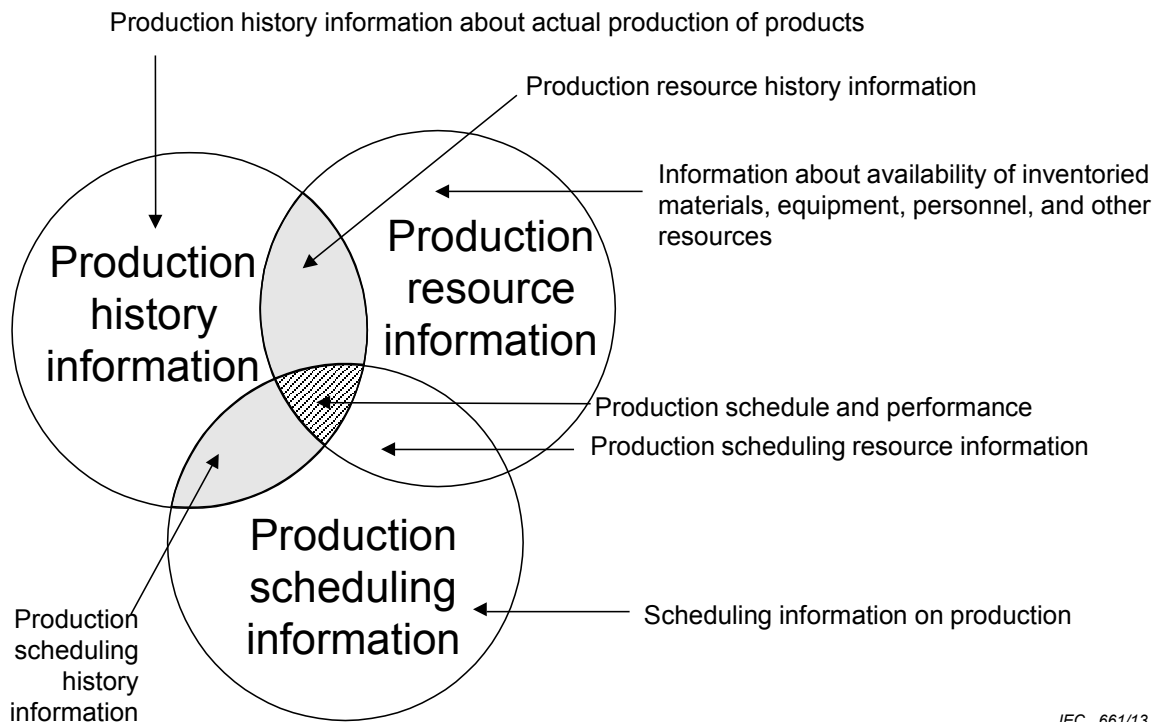 Production history information about actual production of products
Production resource history information
Information about availability of inventoried
materials, equipment, personnel, and other
resources
Production
history
information
Production
resource
information
Production schedule and performance
Production scheduling resource information
Production
scheduling
information
Scheduling information on production
Production
scheduling
history
information
IEC 661/13